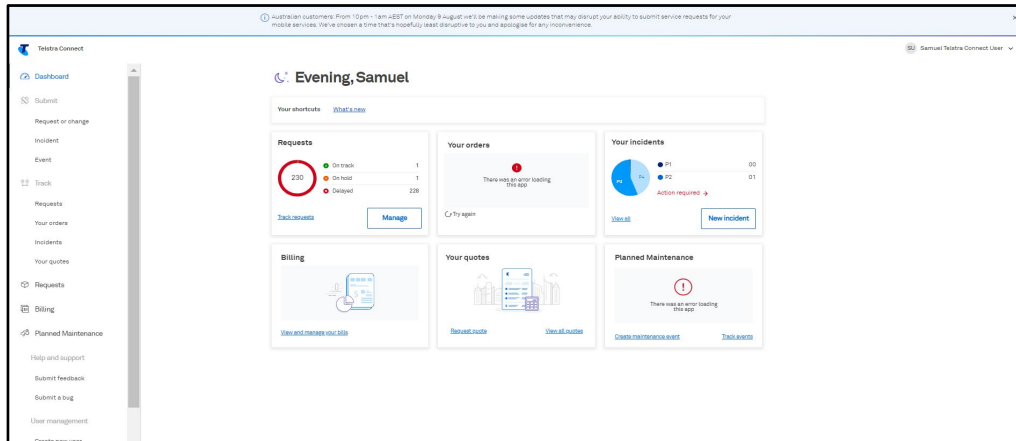 Australian customers: From 10pm - 1am AEST on Monday 9 August we'll be making some updates that may disrupt your ability to submit service requests for your
mobile services. We've chosen a time that's hopefully least disruptive to you and apologise for any inconvenience.
Telstra Connect
SU Samuel Telstra Connect User
Dashboard
Submit
Request or change
Incident
Event
Track
Requests
Your orders
Incidents
Your quotes
Requests
Billing
Planned Maintenance
Help and support
Submit feedback
Submit a bug
User management
Create new user
Evening, Samuel
Your shortcuts What's new
Requests
230
On track 1
On hold 1
Delayed 228
Track requests
Manage
Your orders
There was an error loading
this app
Try again
Your incidents
P3 P4
P1 00
P2 01
Action required →
View all
New incident
Billing
View and manage your bills
Your quotes
Request quote View all quotes
Planned Maintenance
There was an error loading
this app
Create maintenance event Track events